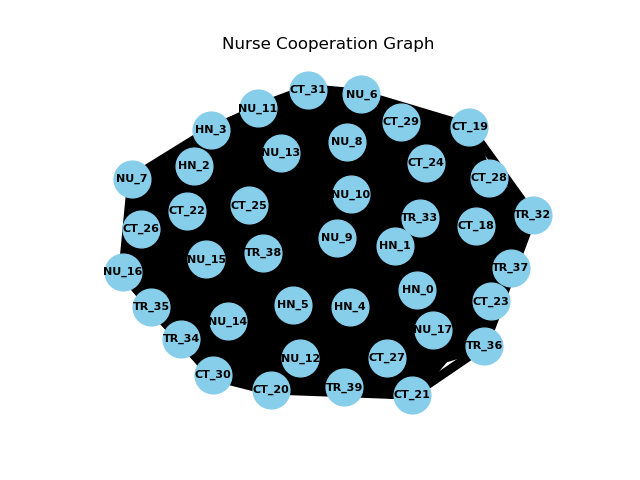 Nurse Cooperation Graph
CT_31
NU_6
NU_11
CT_29
CT_19
HN_3
NU_8
NU_13
CT_24
HN_2
CT_28
NU_7
NU_10
CT_25
CT_22
TR_32
TR_33
CT_18
CT_26
NU_9
HN_1
TR_38
NU_15
TR_37
NU_16
HN_0
CT_23
HN_5
HN_4
TR_35
NU_14
NU_17
TR_34
TR_36
NU_12
CT_27
CT_30
TR_39
CT_20
CT_21